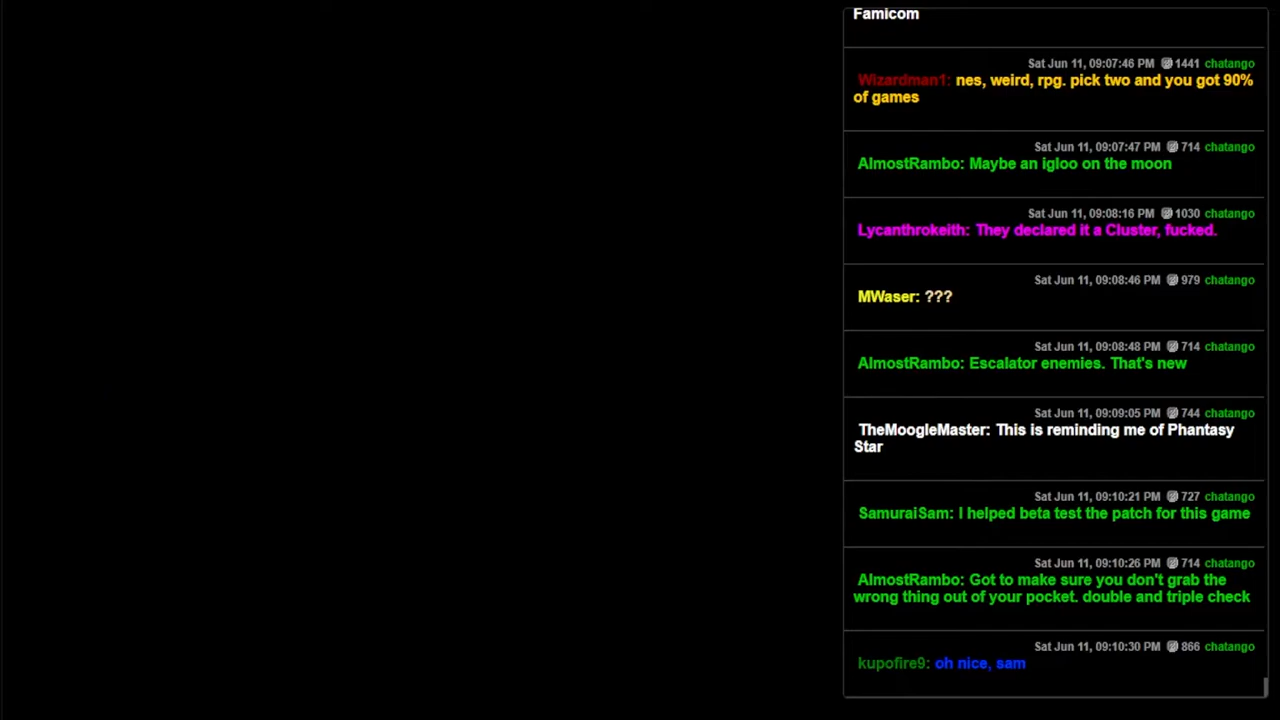 Famicom
Sat Jun 11, 09:07:46 PM 1441 chatango
Wizardman1: nes, weird, rpg. pick two and you got 90%
of games
Sat Jun 11, 09:07:47 PM 714 chatango
AlmostRambo: Maybe an igloo on the moon
Sat Jun 11, 09:08:16 PM 1030 chatango
Lycanthrokeith: They declared it a Cluster, fucked.
Sat Jun 11, 09:08:46 PM 979 chatango
MWaser: ???
Sat Jun 11, 09:08:48 PM 714 chatango
AlmostRambo: Escalator enemies. That's new
Sat Jun 11, 09:09:05 PM 744 chatango
TheMoogleMaster: This is reminding me of Phantasy
Star
Sat Jun 11, 09:10:21 PM 727 chatango
SamuraiSam: I helped beta test the patch for this game
Sat Jun 11, 09:10:26 PM 714 chatango
AlmostRambo: Got to make sure you don't grab the
wrong thing out of your pocket. double and triple check
Sat Jun 11, 09:10:30 PM 866 chatango
kupofire9: oh nice, sam